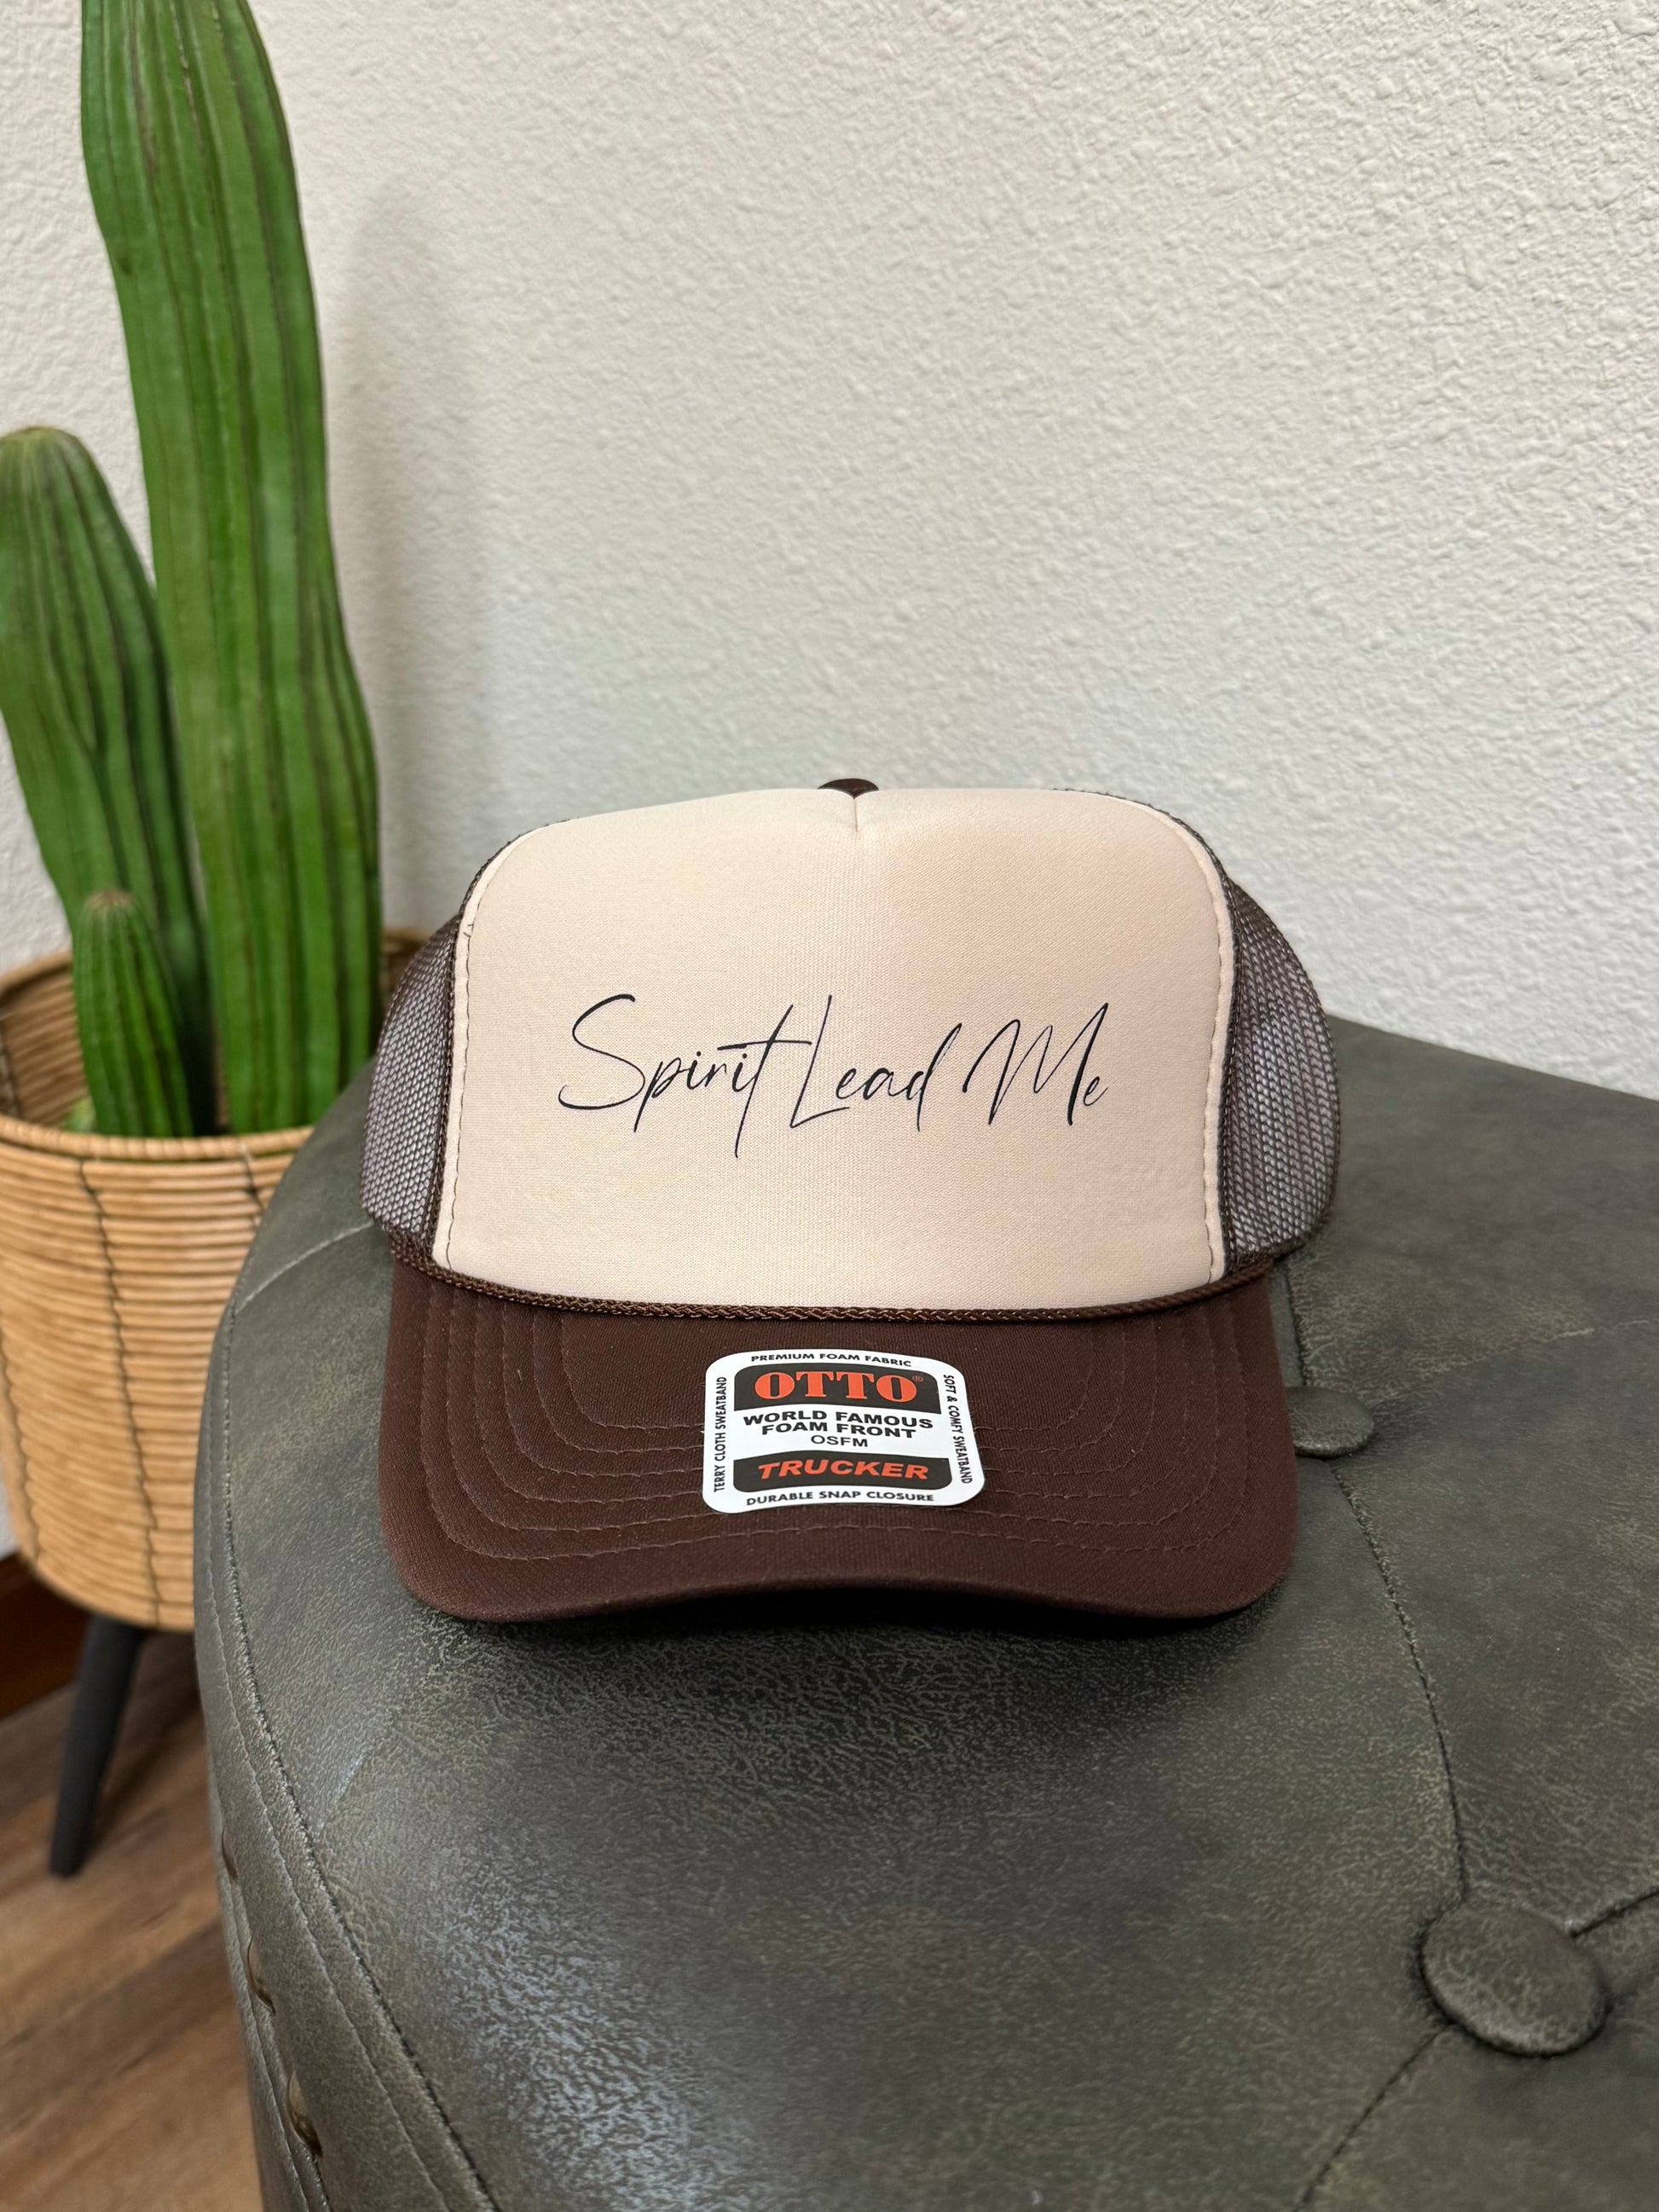 Spirit Lead Me
PREMIUM FOAM FABRIC
TERRY CLOTH SWEATBAND
OTTO®
WORLD FAMOUS
FOAM FRONT
OSFM
TRUCKER
SOFT & COMFY SWEATBAND
DURABLE SNAP CLOSURE